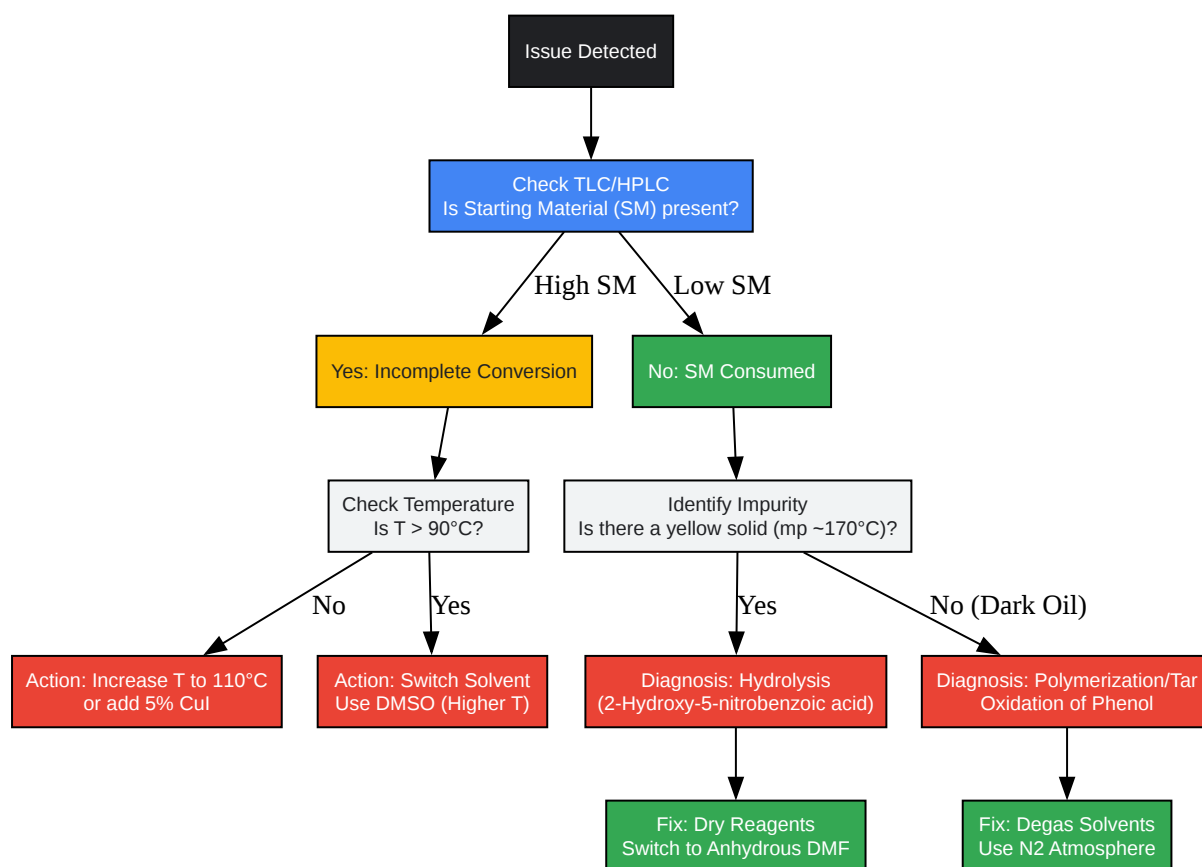 Issue Detected
Check TLC/HPLC
Is Starting Material (SM) present?
High SM
Low SM
Yes: Incomplete Conversion
No: SM Consumed
Check Temperature
Is T > 90°C?
Identify Impurity
Is there a yellow solid (mp ~170°C)?
No
Yes
Yes
No (Dark Oil)
Action: Increase T to 110°C
or add 5% CuI
Action: Switch Solvent
Use DMSO (Higher T)
Diagnosis: Hydrolysis
(2-Hydroxy-5-nitrobenzoic acid)
Diagnosis: Polymerization/Tar
Oxidation of Phenol
Fix: Dry Reagents
Switch to Anhydrous DMF
Fix: Degas Solvents
Use N2 Atmosphere